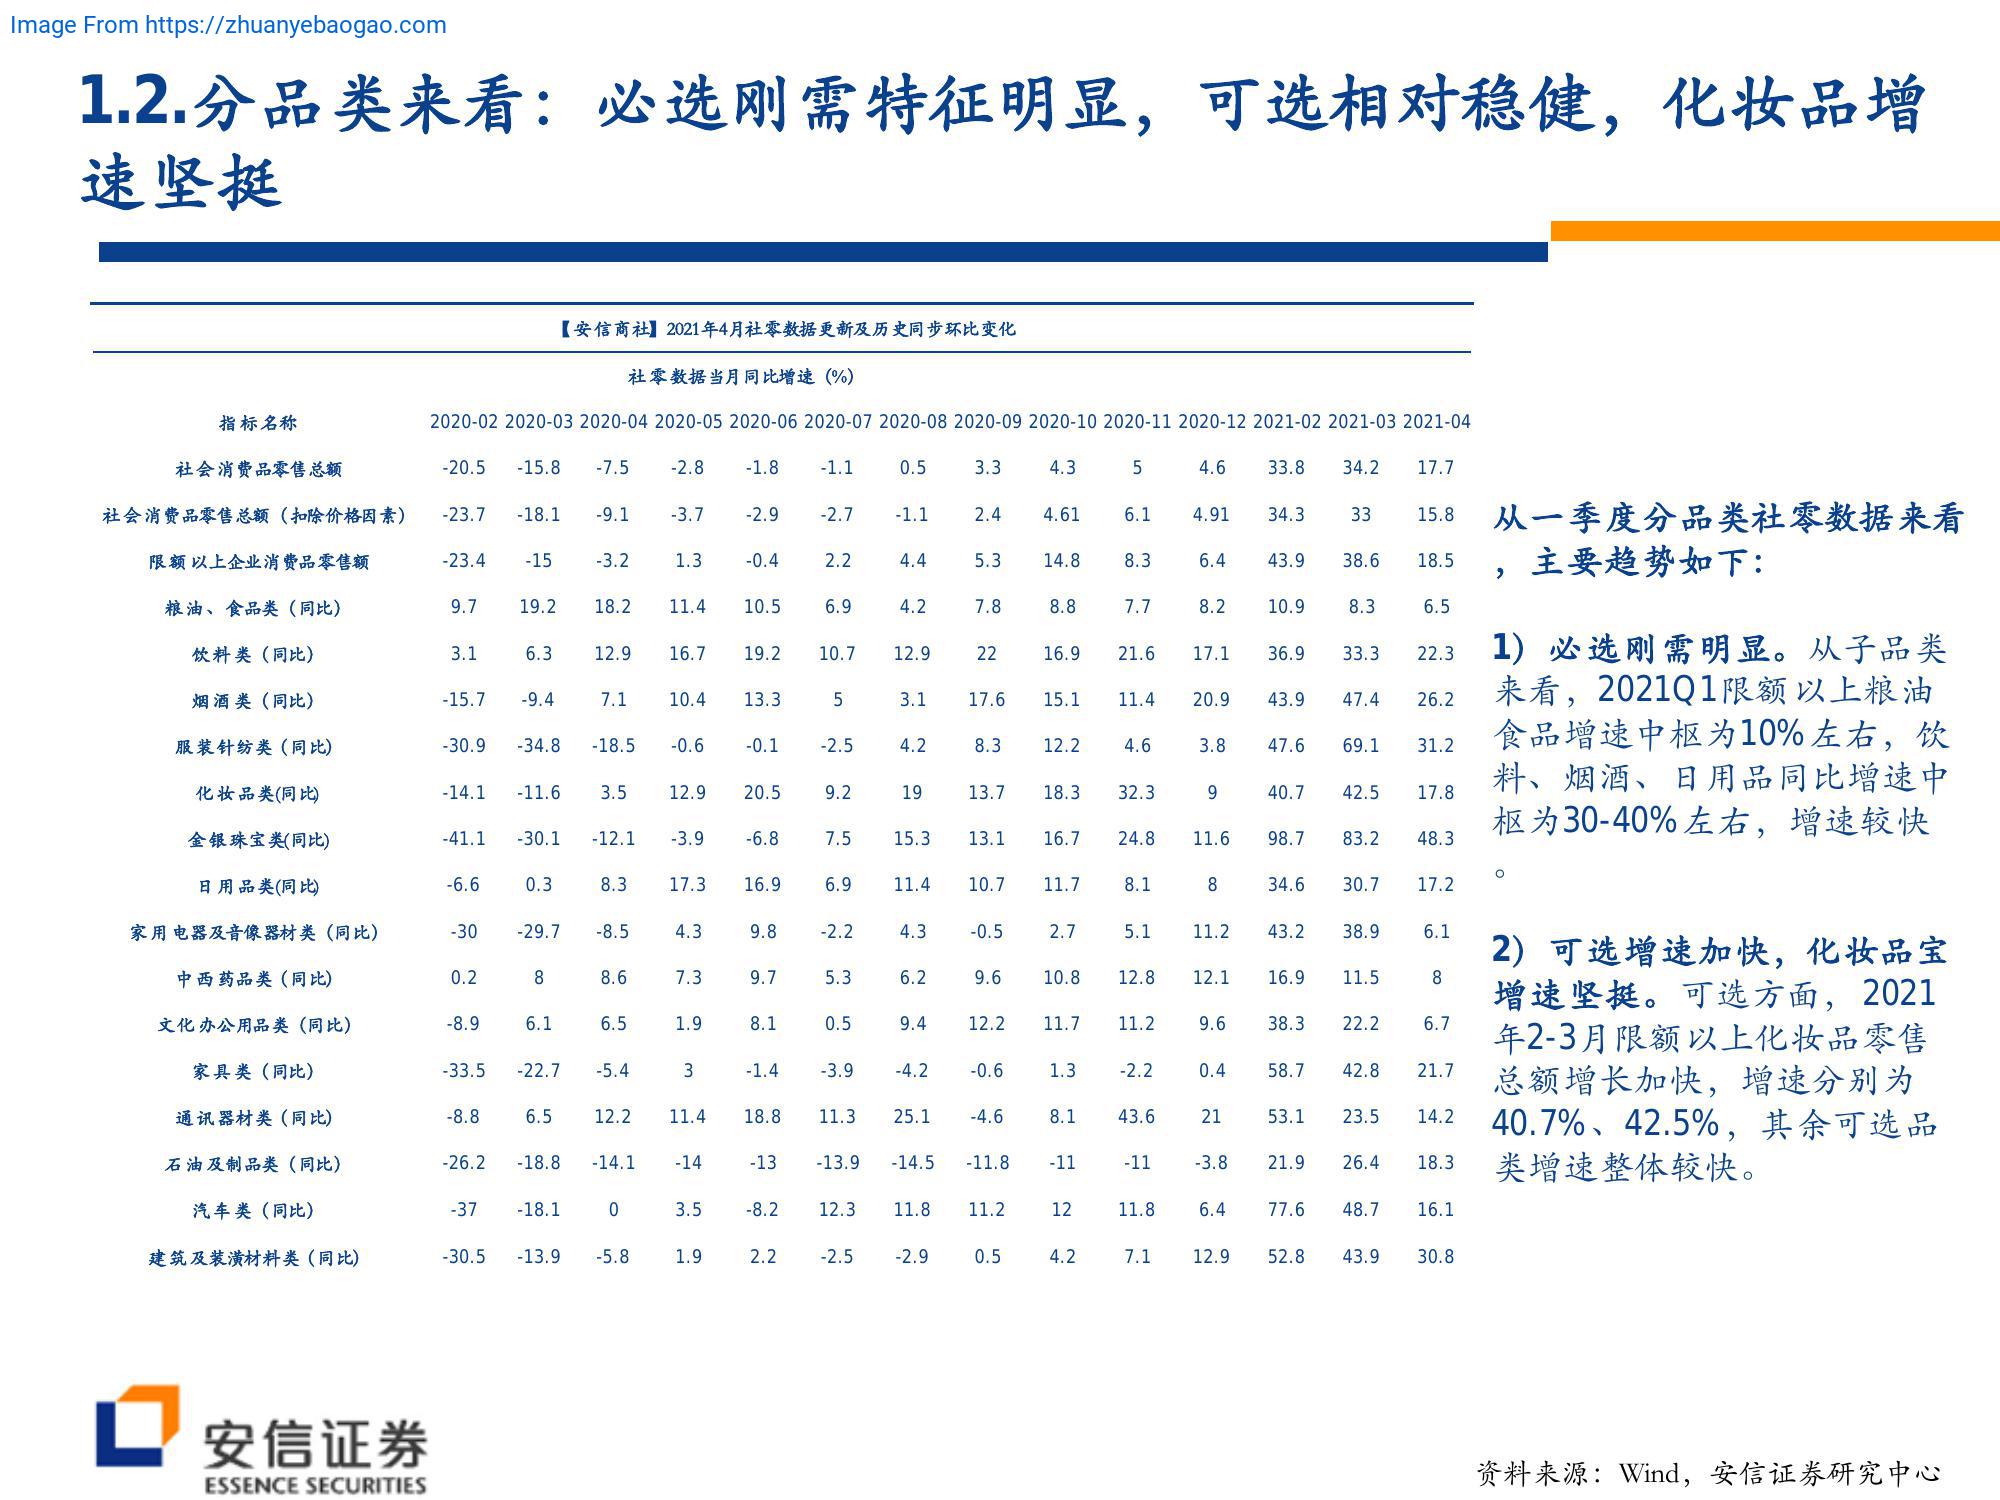 Image From https://zhuanyebaogao.com
1.2.分品类来看：必选刚需特征明显，可选相对稳健，化妆品增
速坚挺
【安信商社】2021年4月社零数据更新及历史同步环比变化
社零数据当月同比增速（%）
指标名称 2020-02 2020-03 2020-04 2020-05 2020-06 2020-07 2020-08 2020-09 2020-10 2020-11 2020-12 2021-02 2021-03 2021-04
社会消费品零售总额 -20.5 -15.8 -7.5 -2.8 -1.8 -1.1 0.5 3.3 4.3 5 4.6 33.8 34.2 17.7
社会消费品零售总额（扣除价格因素） -23.7 -18.1 -9.1 -3.7 -2.9 -2.7 -1.1 2.4 4.61 6.1 4.91 34.3 33 15.8
限额以上企业消费品零售额 -23.4 -15 -3.2 1.3 -0.4 2.2 4.4 5.3 14.8 8.3 6.4 43.9 38.6 18.5
粮油、食品类（同比） 9.7 19.2 18.2 11.4 10.5 6.9 4.2 7.8 8.8 7.7 8.2 10.9 8.3 6.5
饮料类（同比） 3.1 6.3 12.9 16.7 19.2 10.7 12.9 22 16.9 21.6 17.1 36.9 33.3 22.3
烟酒类（同比） -15.7 -9.4 7.1 10.4 13.3 5 3.1 17.6 15.1 11.4 20.9 43.9 47.4 26.2
服装针纺类（同比） -30.9 -34.8 -18.5 -0.6 -0.1 -2.5 4.2 8.3 12.2 4.6 3.8 47.6 69.1 31.2
化妆品类(同比) -14.1 -11.6 3.5 12.9 20.5 9.2 19 13.7 18.3 32.3 9 40.7 42.5 17.8
金银珠宝类(同比) -41.1 -30.1 -12.1 -3.9 -6.8 7.5 15.3 13.1 16.7 24.8 11.6 98.7 83.2 48.3
日用品类(同比) -6.6 0.3 8.3 17.3 16.9 6.9 11.4 10.7 11.7 8.1 8 34.6 30.7 17.2
家用电器及音像器材类（同比） -30 -29.7 -8.5 4.3 9.8 -2.2 4.3 -0.5 2.7 5.1 11.2 43.2 38.9 6.1
中西药品类（同比） 0.2 8 8.6 7.3 9.7 5.3 6.2 9.6 10.8 12.8 12.1 16.9 11.5 8
文化办公用品类（同比） -8.9 6.1 6.5 1.9 8.1 0.5 9.4 12.2 11.7 11.2 9.6 38.3 22.2 6.7
家具类（同比） -33.5 -22.7 -5.4 3 -1.4 -3.9 -4.2 -0.6 1.3 -2.2 0.4 58.7 42.8 21.7
通讯器材类（同比） -8.8 6.5 12.2 11.4 18.8 11.3 25.1 -4.6 8.1 43.6 21 53.1 23.5 14.2
石油及制品类（同比） -26.2 -18.8 -14.1 -14 -13 -13.9 -14.5 -11.8 -11 -11 -3.8 21.9 26.4 18.3
汽车类（同比） -37 -18.1 0 3.5 -8.2 12.3 11.8 11.2 12 11.8 6.4 77.6 48.7 16.1
建筑及装潢材料类（同比） -30.5 -13.9 -5.8 1.9 2.2 -2.5 -2.9 0.5 4.2 7.1 12.9 52.8 43.9 30.8
从一季度分品类社零数据来看
，主要趋势如下：
1）必选刚需明显。从子品类
来看，2021Q1限额以上粮油
食品增速中枢为10%左右，饮
料、烟酒、日用品同比增速中
枢为30-40%左右，增速较快
。
2）可选增速加快，化妆品宝
增速坚挺。可选方面，2021
年2-3月限额以上化妆品零售
总额增长加快，增速分别为
40.7%、42.5%，其余可选品
类增速整体较快。
安信证券
ESSENCE SECURITIES
资料来源：Wind，安信证券研究中心